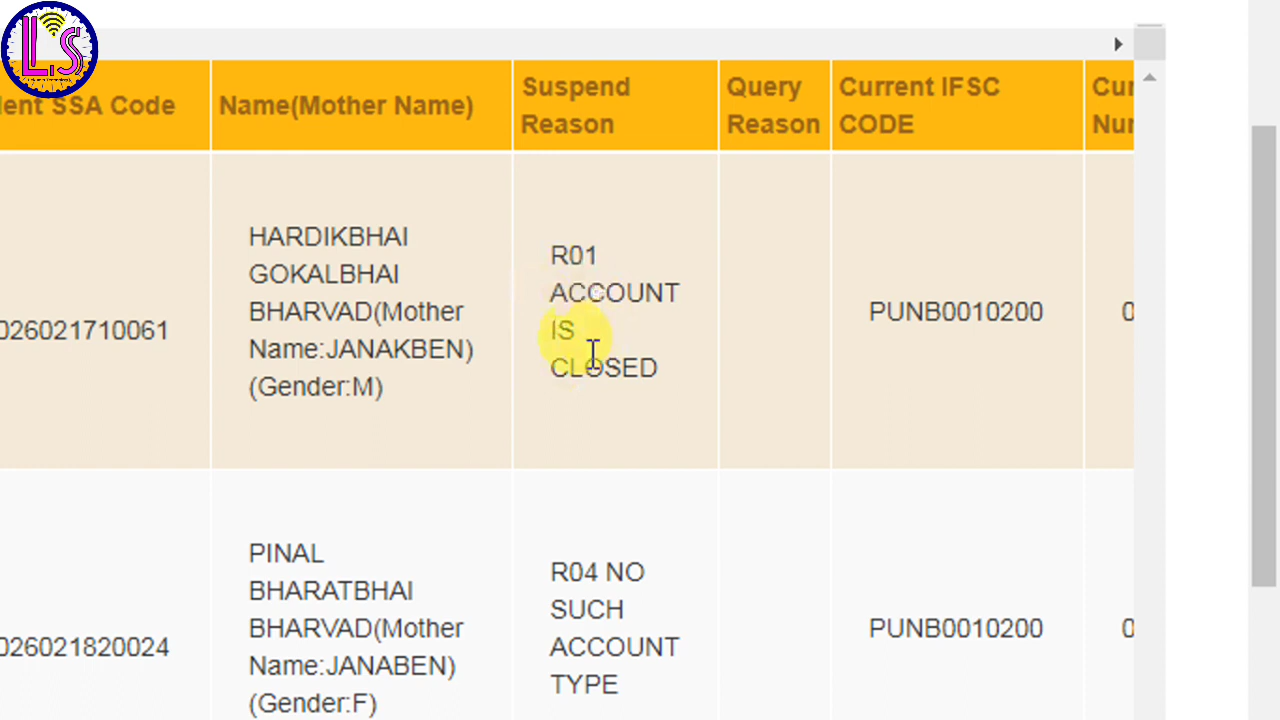 L.S
ent SSA Code
Name(Mother Name)
Suspend
Reason
Query
Reason
Current IFSC
CODE
026021710061
HARDIKBHAI
GOKALBHAI
BHARVAD(Mother
Name:JANAKBEN)
(Gender:M)
R01
ACCOUNT
IS
CLOSED
PUNB0010200
0
026021820024
PINAL
BHARATBHAI
BHARVAD(Mother
Name:JANABEN)
(Gender:F)
R04 NO
SUCH
ACCOUNT
TYPE
PUNB0010200
0